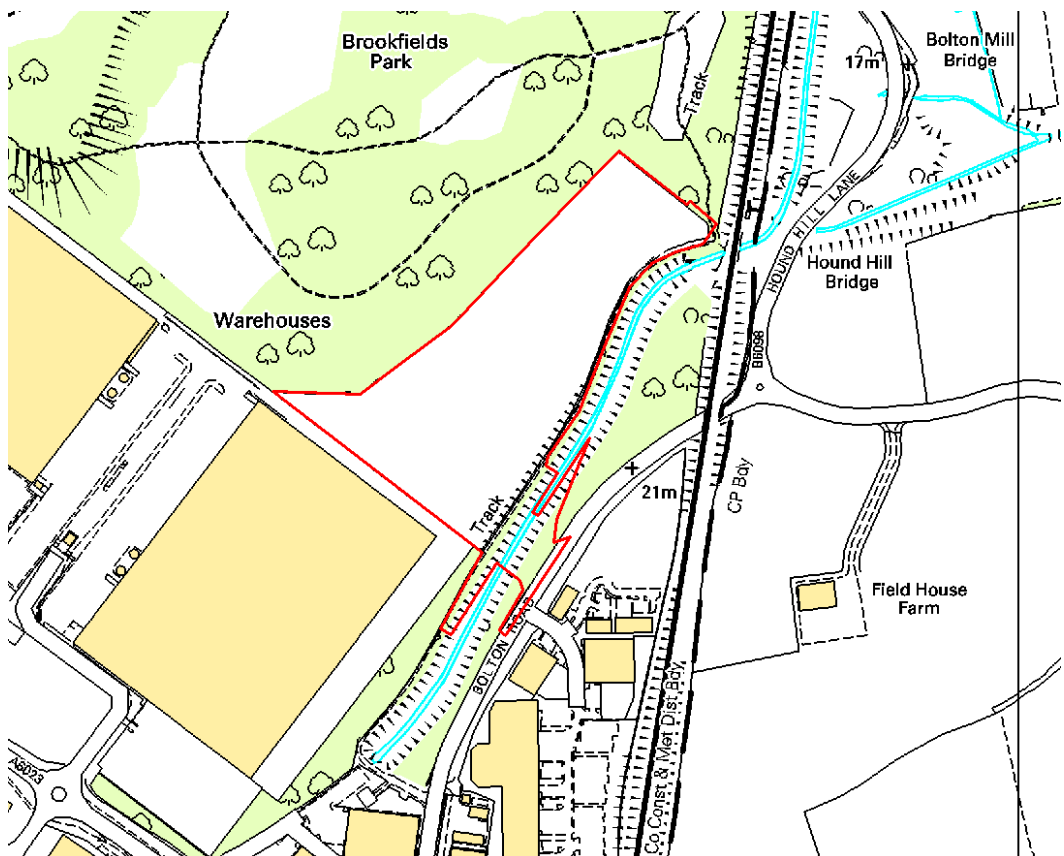 Brookfields
Park
Track
17m
Bolton Mill
Bridge
HOUND HILL LANE
Hound Hill
Bridge
Warehouses
B6098
Track
21m
CP Bdy
Field House
Farm
BOLTON ROAD
Co Const & Met Dist Bdy
A6023